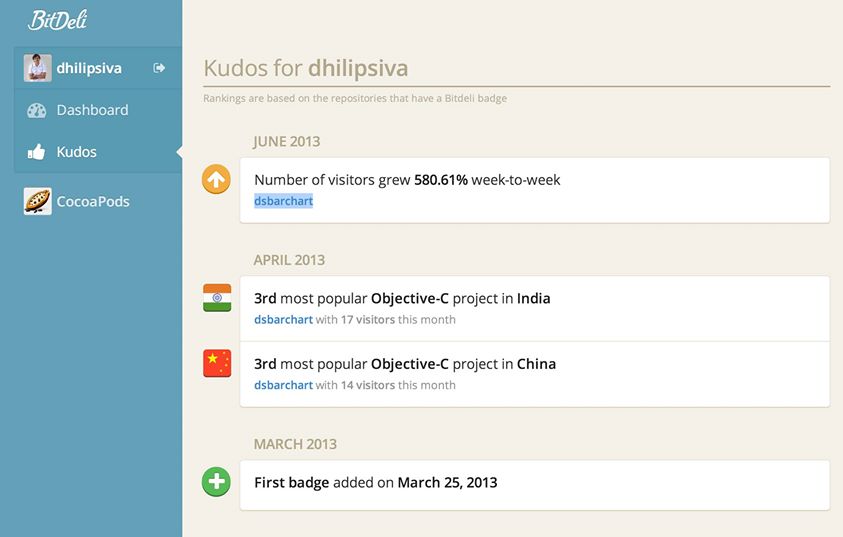 BitDeli
dhilipsiva
Dashboard
Kudos
CocoaPods
Kudos for dhilipsiva
Rankings are based on the repositories that have a Bitdeli badge
JUNE 2013
Number of visitors grew 580.61% week-to-week
dsbarchart
APRIL 2013
3rd most popular Objective-C project in India
dsbarchart with 17 visitors this month
3rd most popular Objective-C project in China
dsbarchart with 14 visitors this month
MARCH 2013
First badge added on March 25, 2013